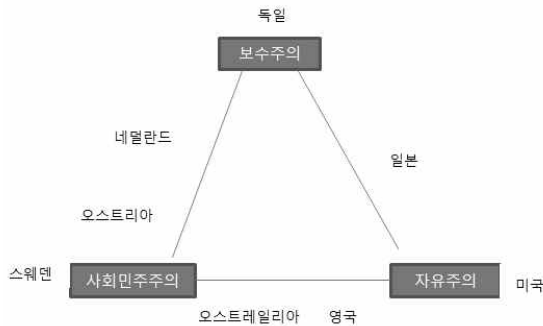 독일
보수주의
네덜란드
일본
오스트리아
스웨덴
사회민주주의
자유주의
미국
오스트레일리아
영국